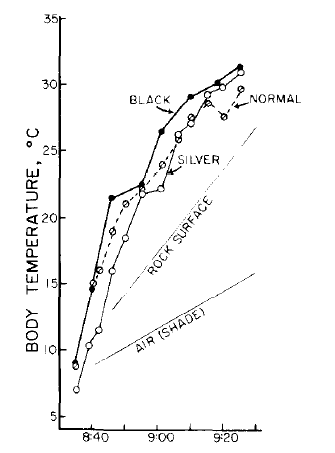 35
30
25
20
15
10
5
BODY TEMPERATURE, °C
BLACK
NORMAL
SILVER
ROCK SURFACE
AIR (SHADE)
8:40
9:00
9:20